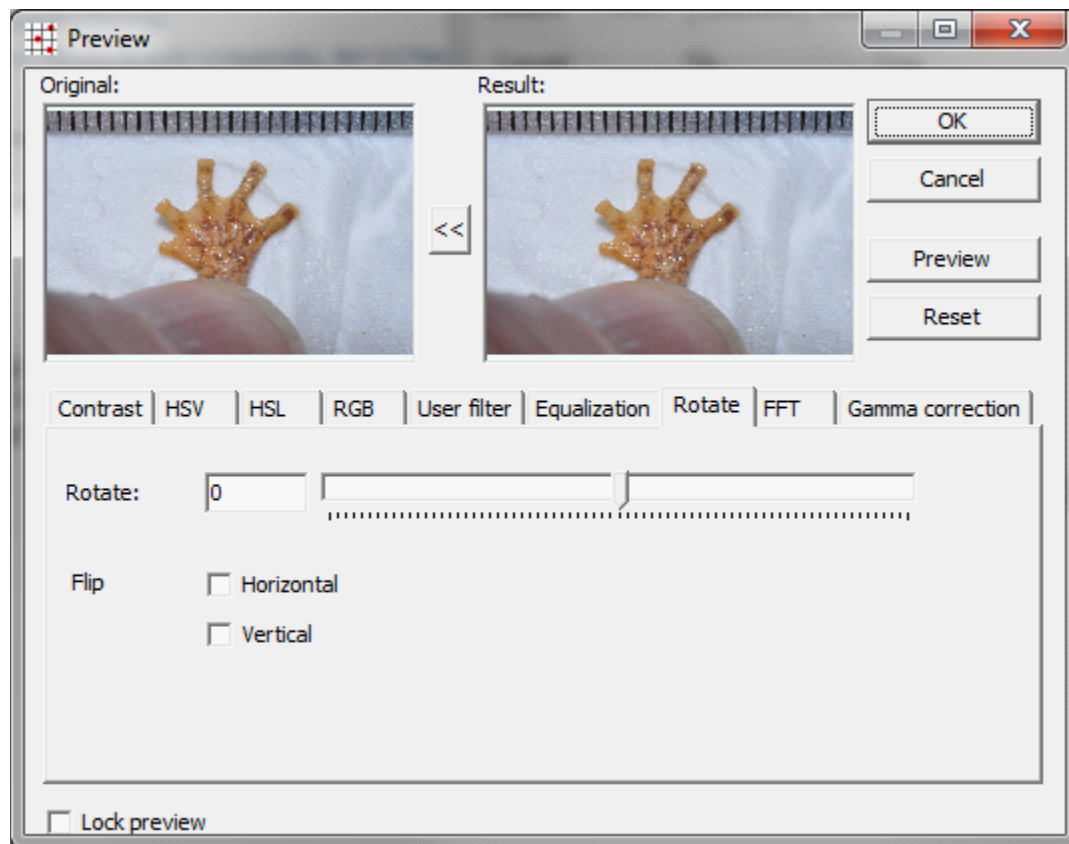 Preview
Original: Result:
OK
Cancel
<<
Preview
Reset
Contrast HSV HSL RGB User filter Equalization Rotate FFT Gamma correction
Rotate: 0
Flip Horizontal
Vertical
Lock preview